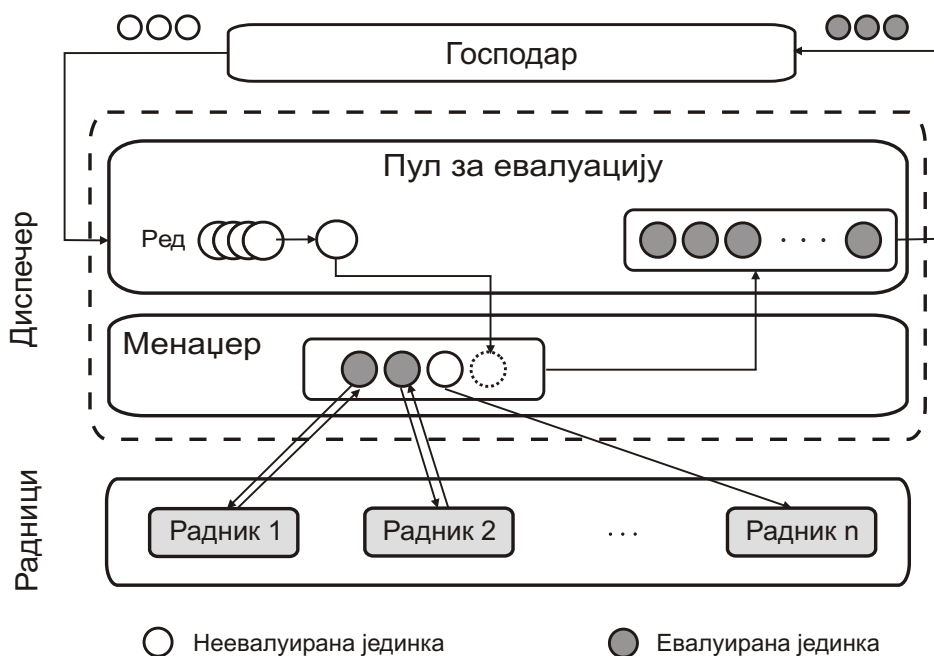 Господар
Пул за евалуацију
Ред
. . .
Диспечер
Менаџер
Радници
Радник 1
Радник 2
. . .
Радник n
Неевалуирана јединка
Евалуирана јединка